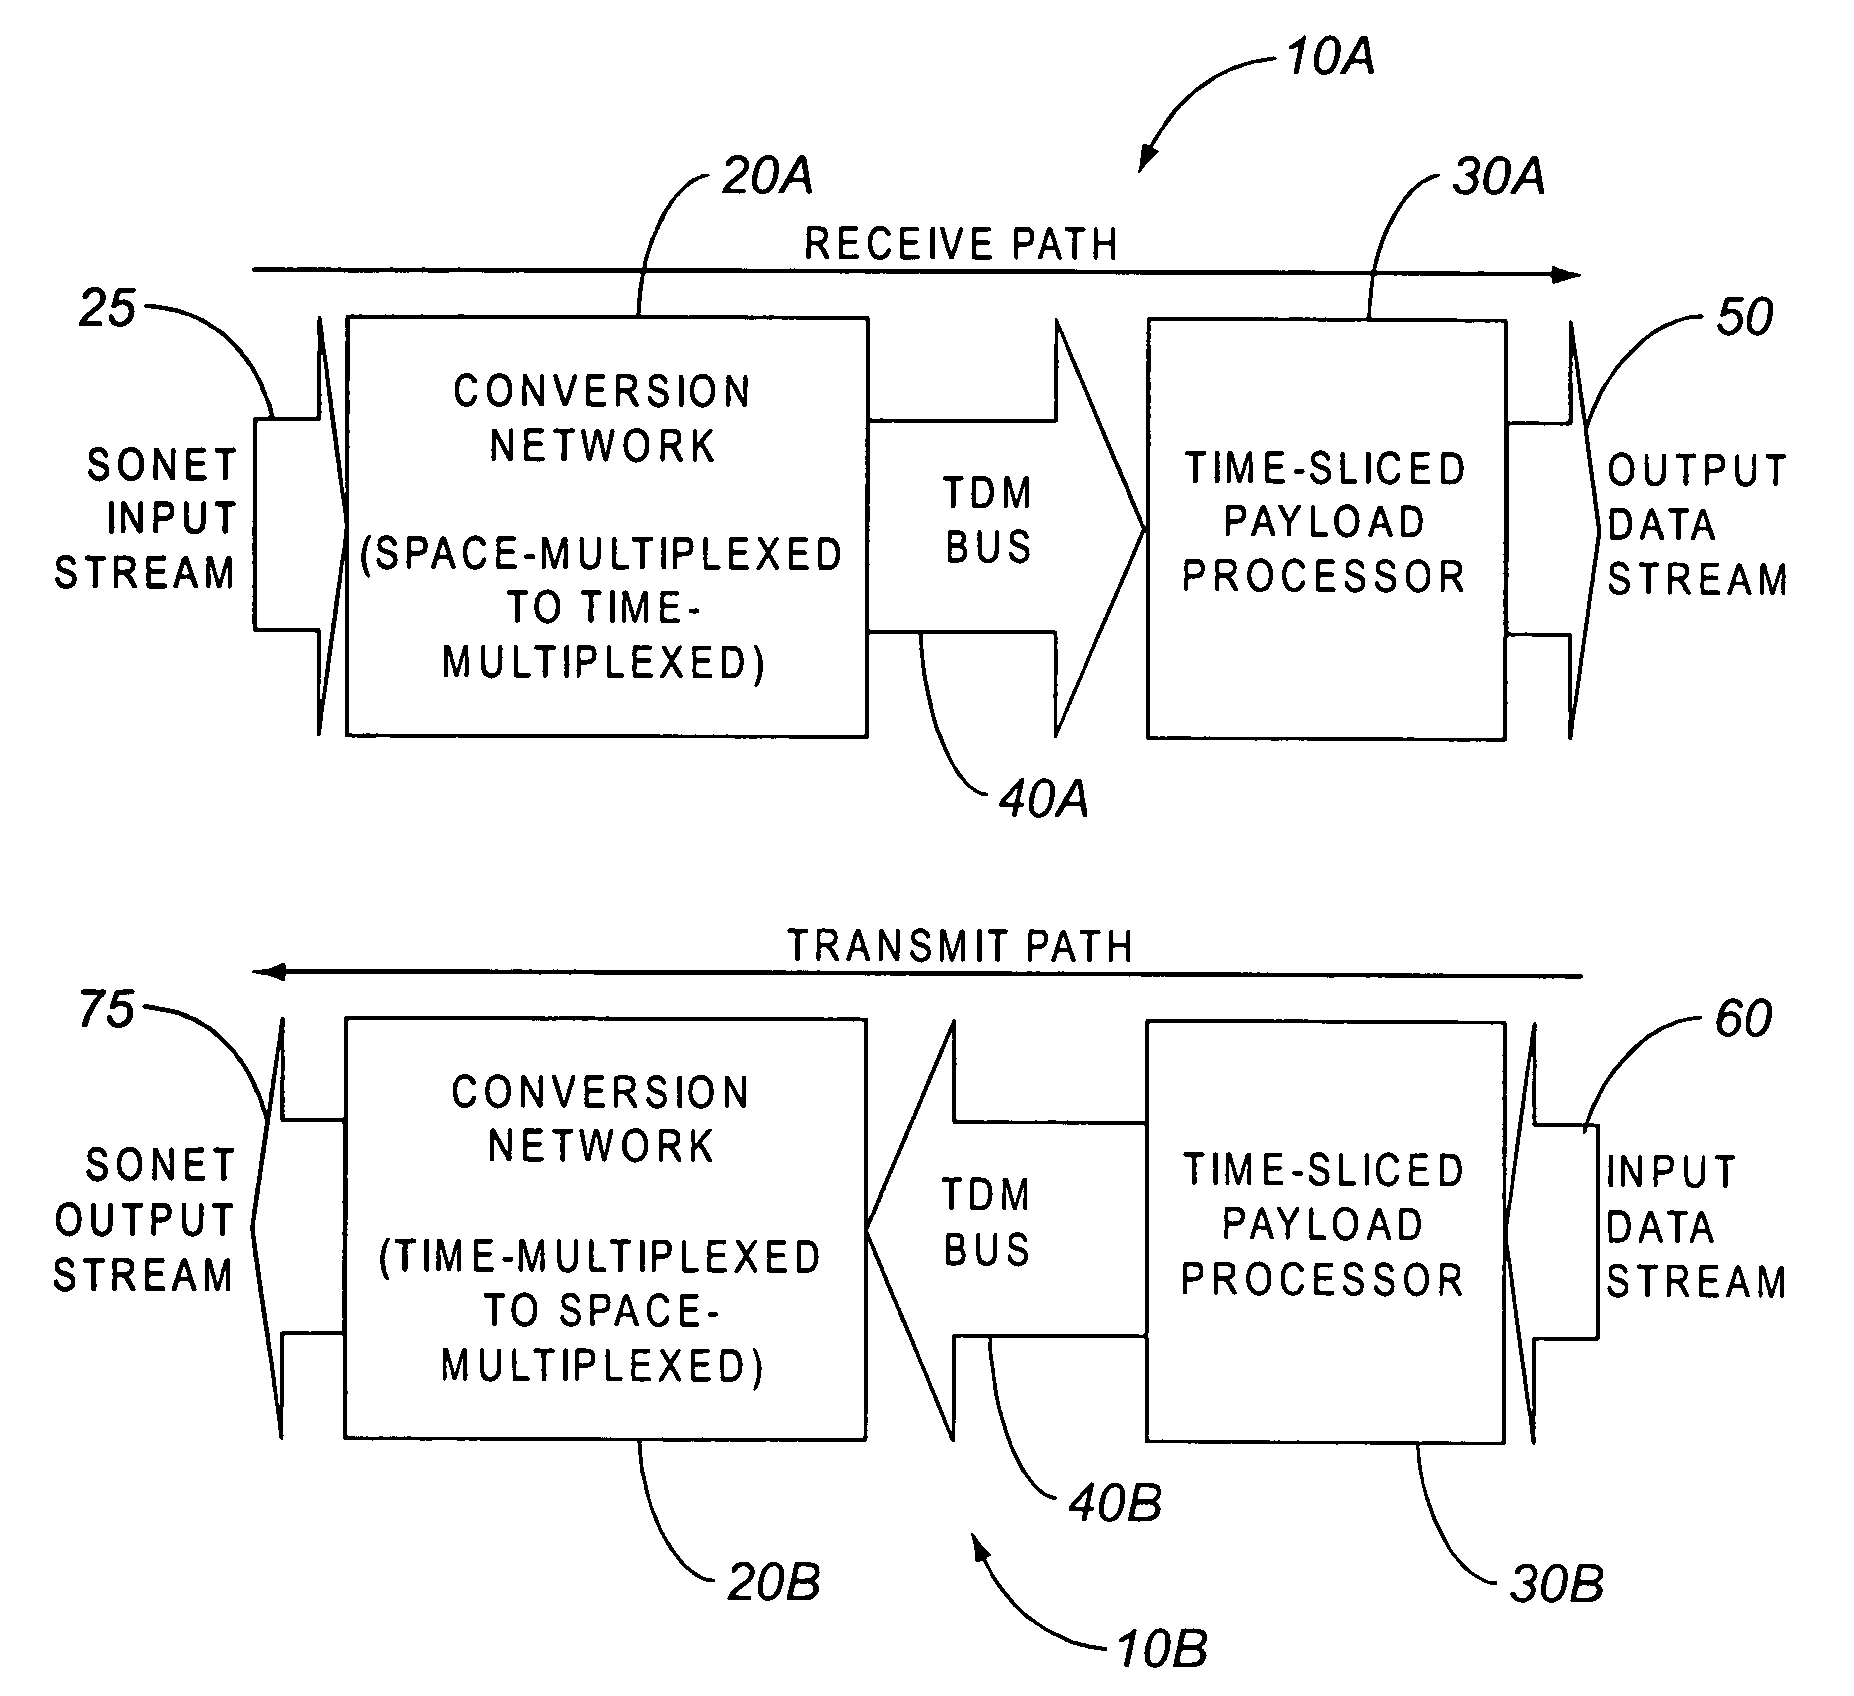 10A
20A
30A
RECEIVE PATH
25
50
SONET
INPUT
STREAM
CONVERSION
NETWORK
(SPACE-MULTIPLEXED
TO TIME-
MULTIPLEXED)
TDM
BUS
TIME-SLICED
PAYLOAD
PROCESSOR
OUTPUT
DATA
STREAM
40A
TRANSMIT PATH
75
60
SONET
OUTPUT
STREAM
CONVERSION
NETWORK
(TIME-MULTIPLEXED
TO SPACE-
MULTIPLEXED)
TDM
BUS
TIME-SLICED
PAYLOAD
PROCESSOR
INPUT
DATA
STREAM
40B
20B
30B
10B